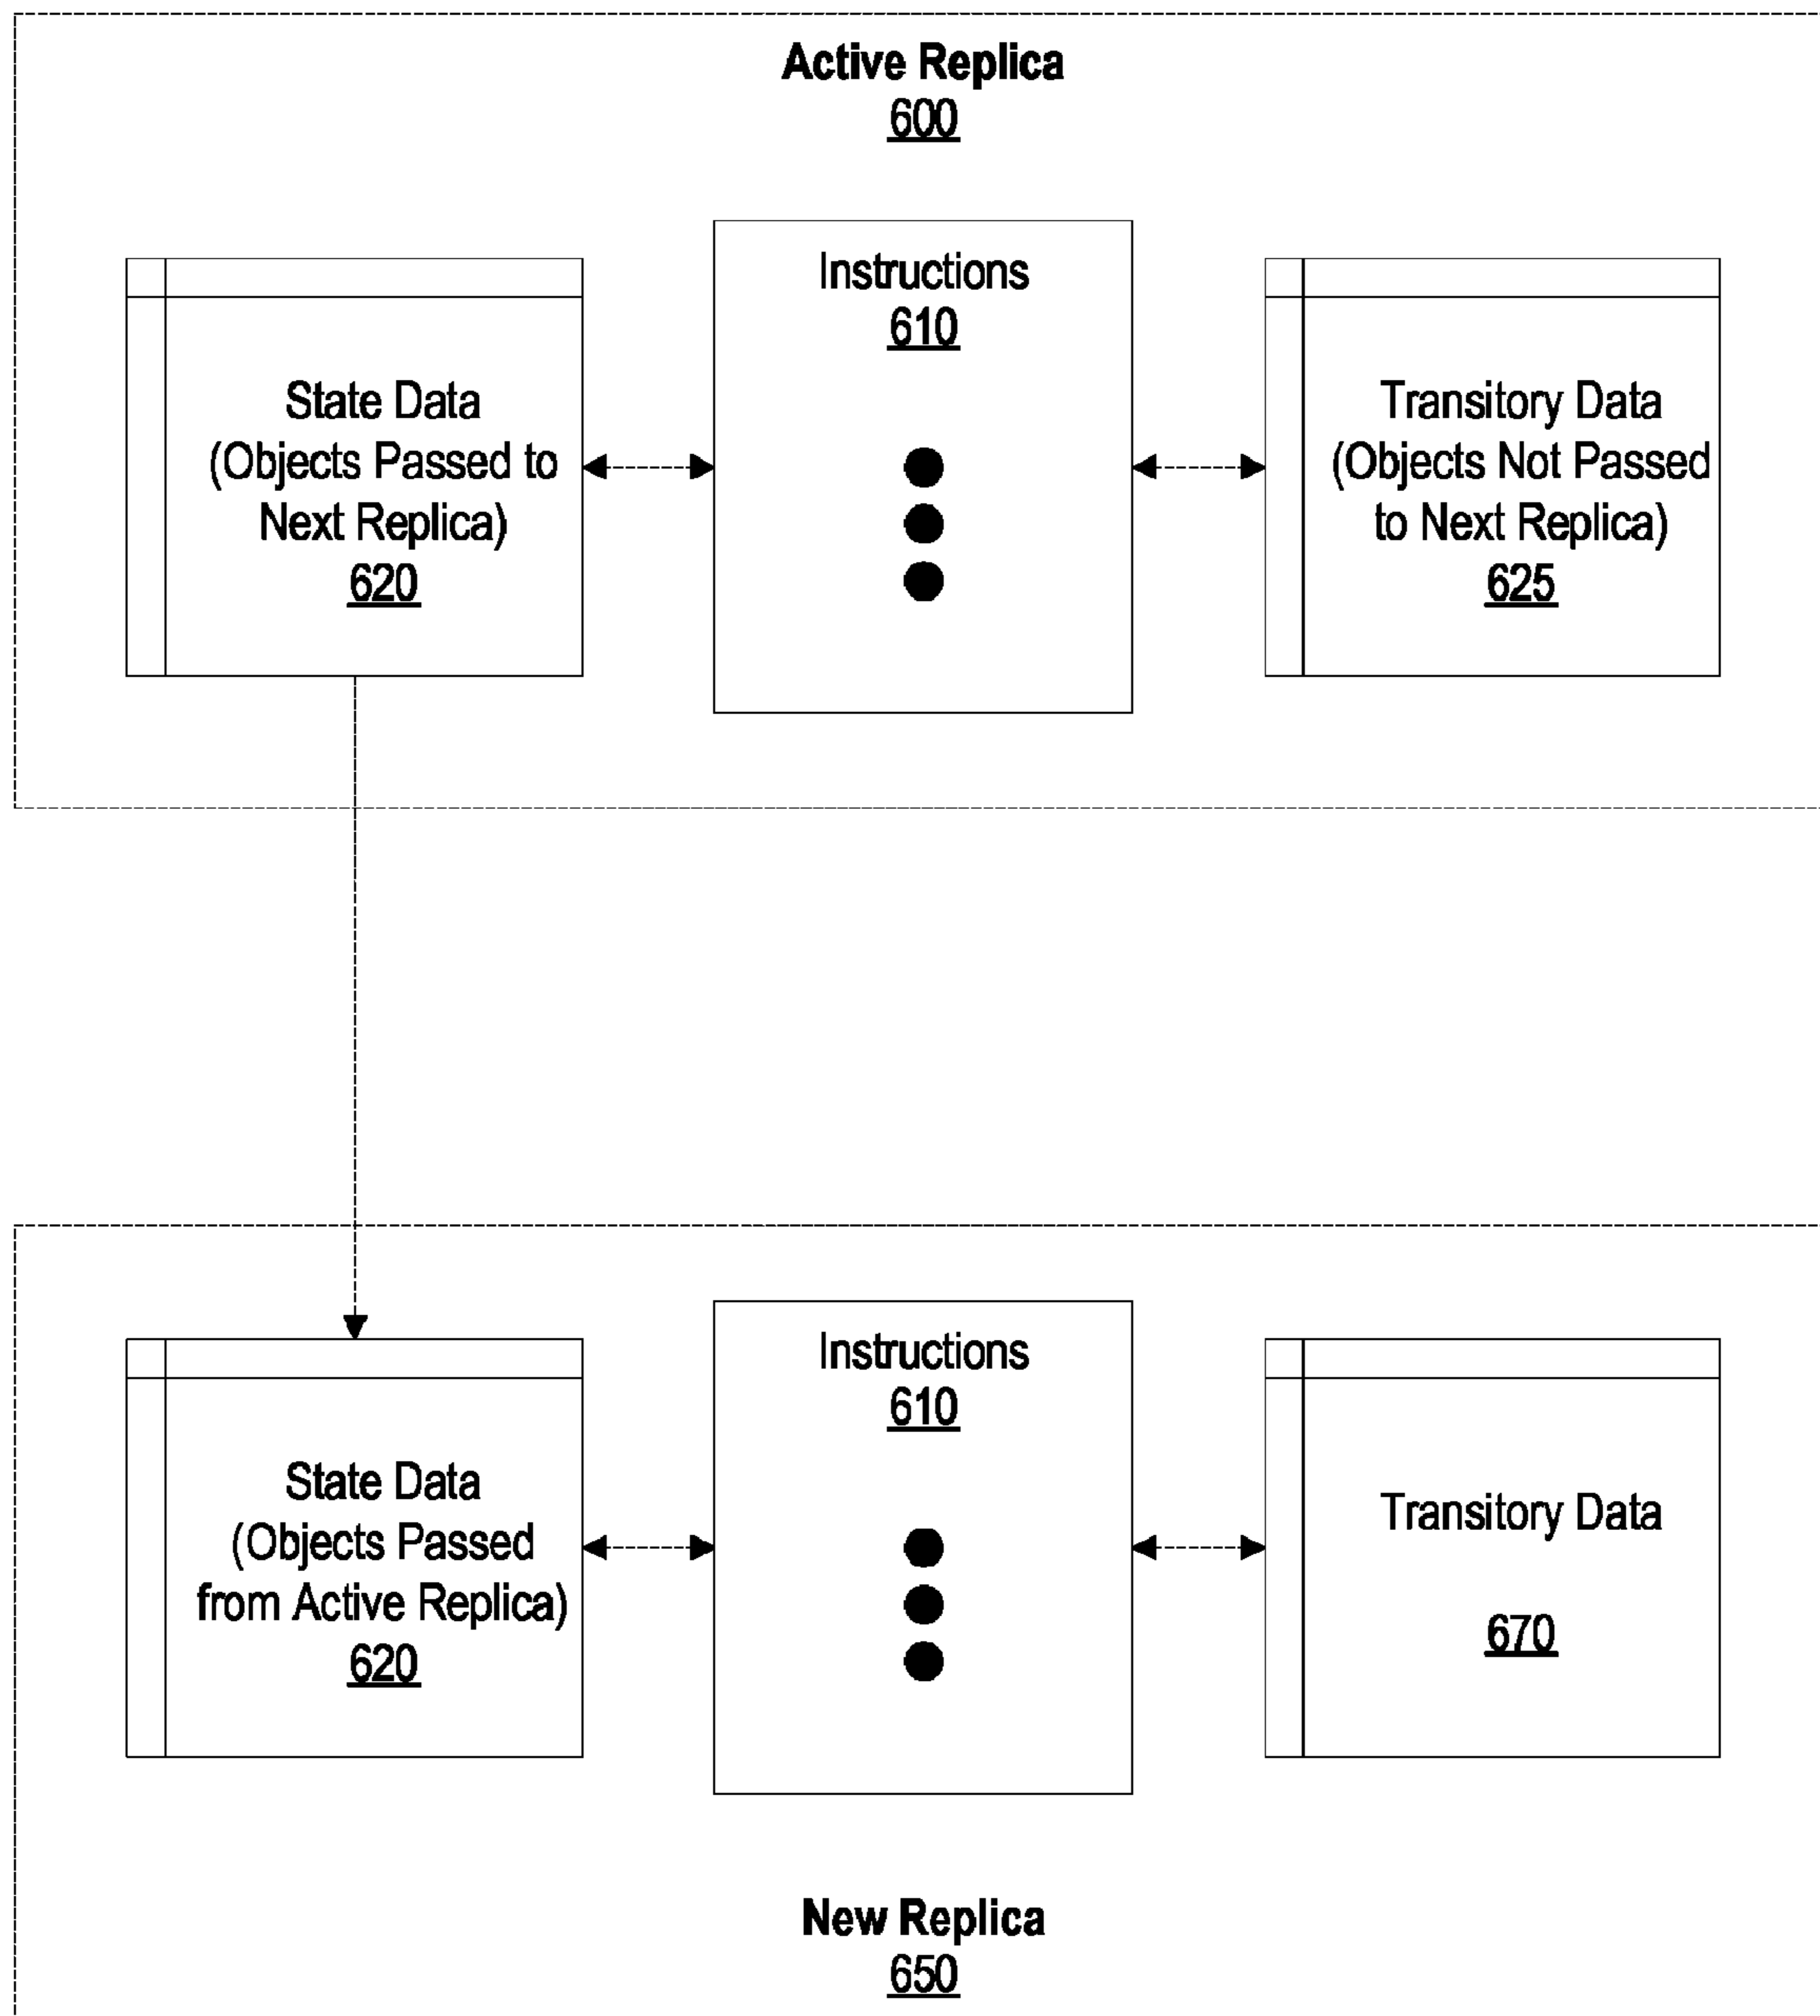 Active Replica
600
State Data
(Objects Passed to
Next Replica)
620
Instructions
610
Transitory Data
(Objects Not Passed
to Next Replica)
625
State Data
(Objects Passed
from Active Replica)
620
Instructions
610
Transitory Data
670
New Replica
650